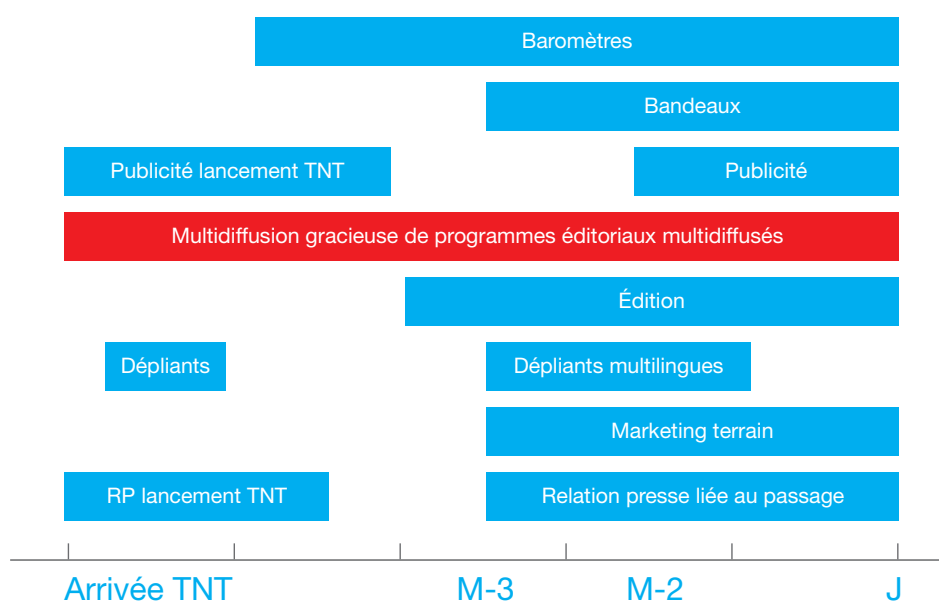 Baromètres
Bandeaux
Publicité lancement TNT
Publicité
Multidiffusion gracieuse de programmes éditoriaux multidiffusés
Édition
Dépliants
Dépliants multilingues
Marketing terrain
RP lancement TNT
Relation presse liée au passage
Arrivée TNT
M-3
M-2
J